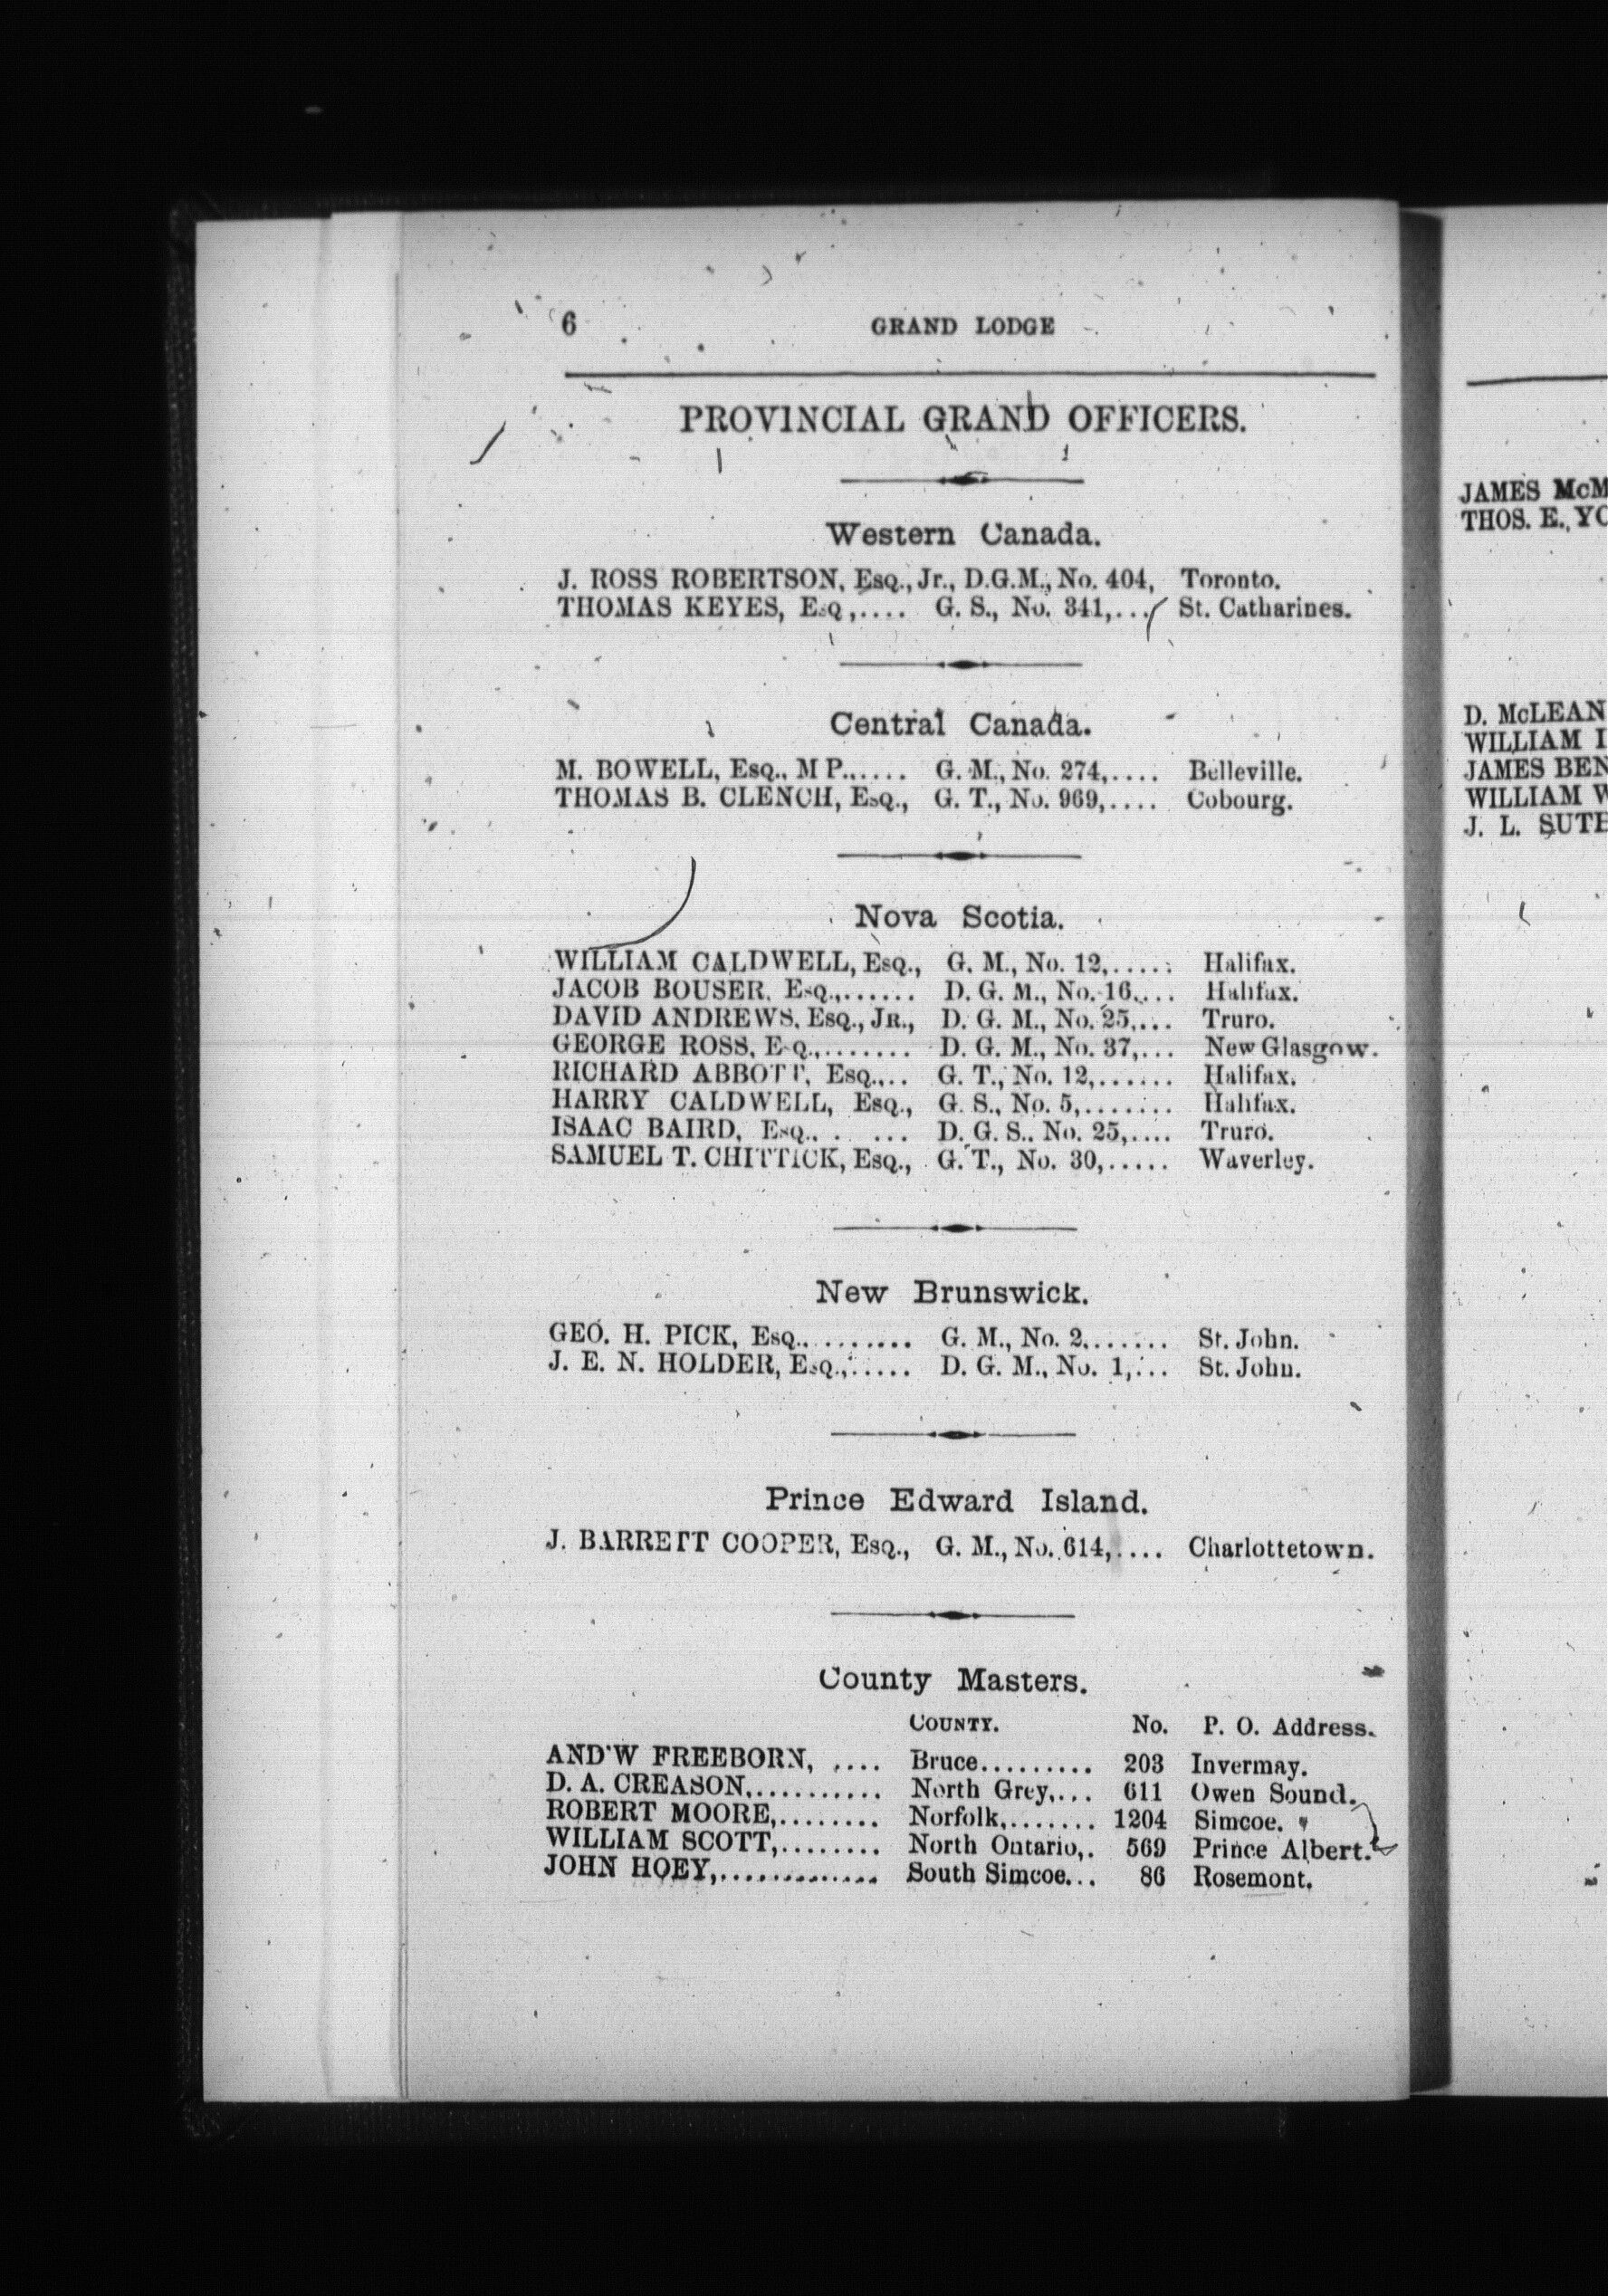 6 GRAND LODGE
PROVINCIAL GRAND OFFICERS.
Western Canada.
J. ROSS ROBERTSON, Esq., Jr., D.G.M., No. 404, Toronto.
THOMAS KEYES, Esq,.... G. S., No. 341,... St. Catharines.
Central Canada.
M. BOWELL, Esq., M P...... G. M., No. 274,.... Belleville.
THOMAS B. CLENCH, Esq., G. T., No. 969,.... Cobourg.
Nova Scotia.
WILLIAM CALDWELL, Esq., G. M., No. 12,..... Halifax.
JACOB BOUSER, Esq.,...... D. G. M., No. 16,... Halifax.
DAVID ANDREWS, Esq., JR., D. G. M., No. 25,... Truro.
GEORGE ROSS, Esq.,....... D. G. M., No. 37,... New Glasgow.
RICHARD ABBOTT, Esq.,.. G. T., No. 12,...... Halifax.
HARRY CALDWELL, Esq., G. S., No. 5,....... Halifax.
ISAAC BAIRD, Esq.. . ... D. G. S., No. 25,.... Truro.
SAMUEL T. CHITTICK, Esq., G. T., No. 30,..... Waverley.
New Brunswick.
GEO. H. PICK, Esq.......... G. M., No. 2,...... St. John.
J. E. N. HOLDER, Esq.,..... D. G. M., No. 1,... St. John.
Prince Edward Island.
J. BARRETT COOPER, Esq., G. M., No. 614,.... Charlottetown.
County Masters.
COUNTY. No. P. O. Address.
AND'W FREEBORN, .... Bruce......... 203 Invermay.
D. A. CREASON,........... North Grey,... 611 Owen Sound.
ROBERT MOORE,........ Norfolk,....... 1204 Simcoe.
WILLIAM SCOTT,........ North Ontario,. 569 Prince Albert.
JOHN HOEY,............. South Simcoe... 86 Rosemont.
JAMES
THOS. E.
D. McLEAN
WILLIAM
JAMES
WILLIAM
J. L.